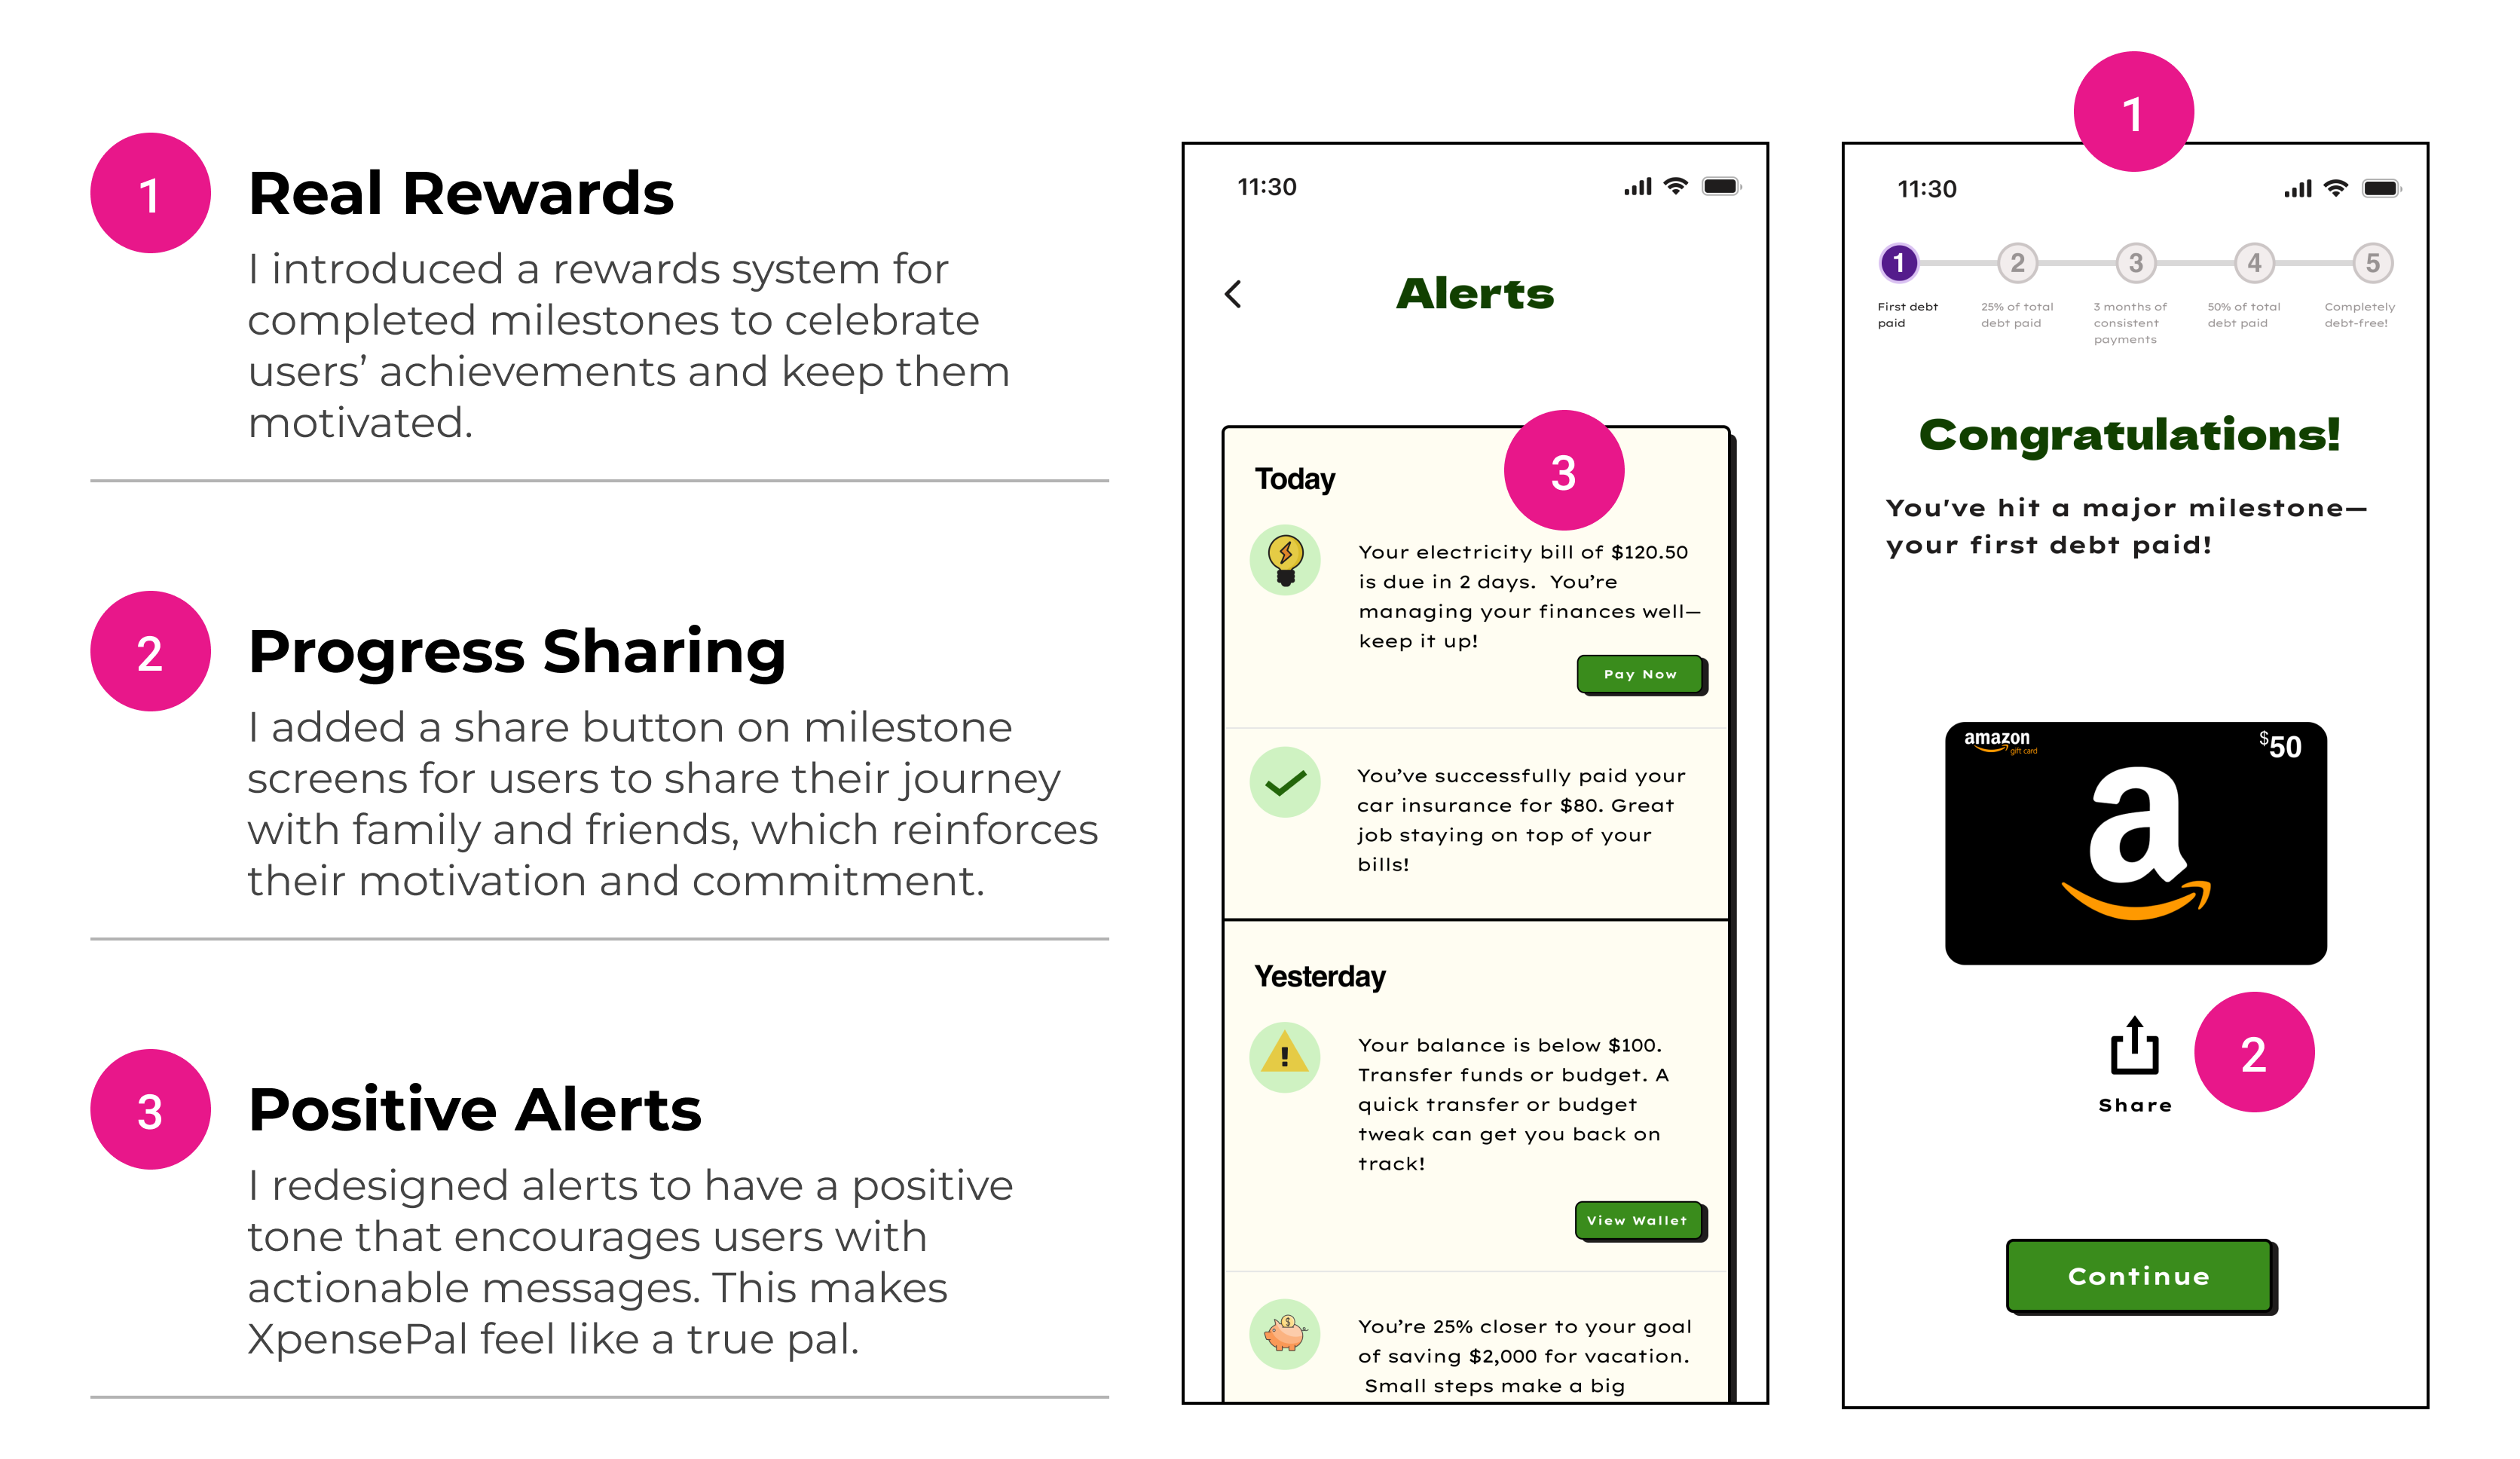 1
Real Rewards
I introduced a rewards system for
completed milestones to celebrate
users’ achievements and keep them
motivated.
2
Progress Sharing
I added a share button on milestone
screens for users to share their journey
with family and friends, which reinforces
their motivation and commitment.
3
Positive Alerts
I redesigned alerts to have a positive
tone that encourages users with
actionable messages. This makes
XpensePal feel like a true pal.
11:30
Alerts
3
Today
Your electricity bill of $120.50
is due in 2 days.  You’re
managing your finances well—
keep it up!
Pay Now
You’ve successfully paid your
car insurance for $80. Great
job staying on top of your
bills!
Yesterday
Your balance is below $100.
Transfer funds or budget. A
quick transfer or budget
tweak can get you back on
track!
View Wallet
You’re 25% closer to your goal
of saving $2,000 for vacation.
Small steps make a big
1
11:30
1 2 3 4 5
First debt
paid
25% of total
debt paid
3 months of
consistent
payments
50% of total
debt paid
Completely
debt-free!
Congratulations!
You've hit a major milestone—
your first debt paid!
amazon
gift card
$50
a
2
Share
Continue